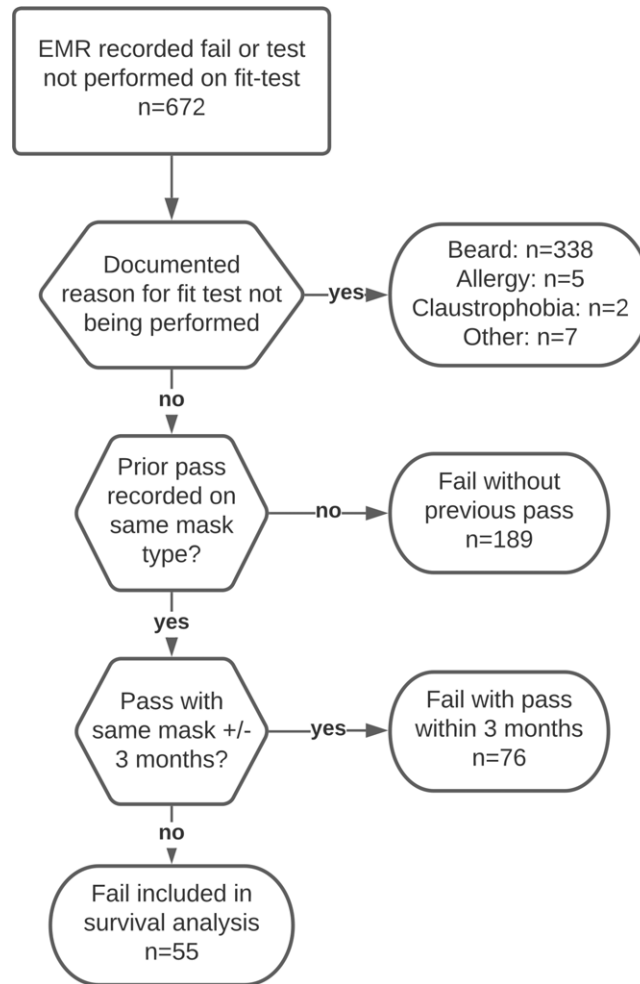 EMR recorded fail or test
not performed on fit-test
n=672
Documented
reason for fit test not
being performed
yes
Beard: n=338
Allergy: n=5
Claustrophobia: n=2
Other: n=7
no
Prior pass
recorded on
same mask
type?
no
Fail without
previous pass
n=189
yes
Pass with
same mask +/-
3 months?
yes
Fail with pass
within 3 months
n=76
no
Fail included in
survival analysis
n=55